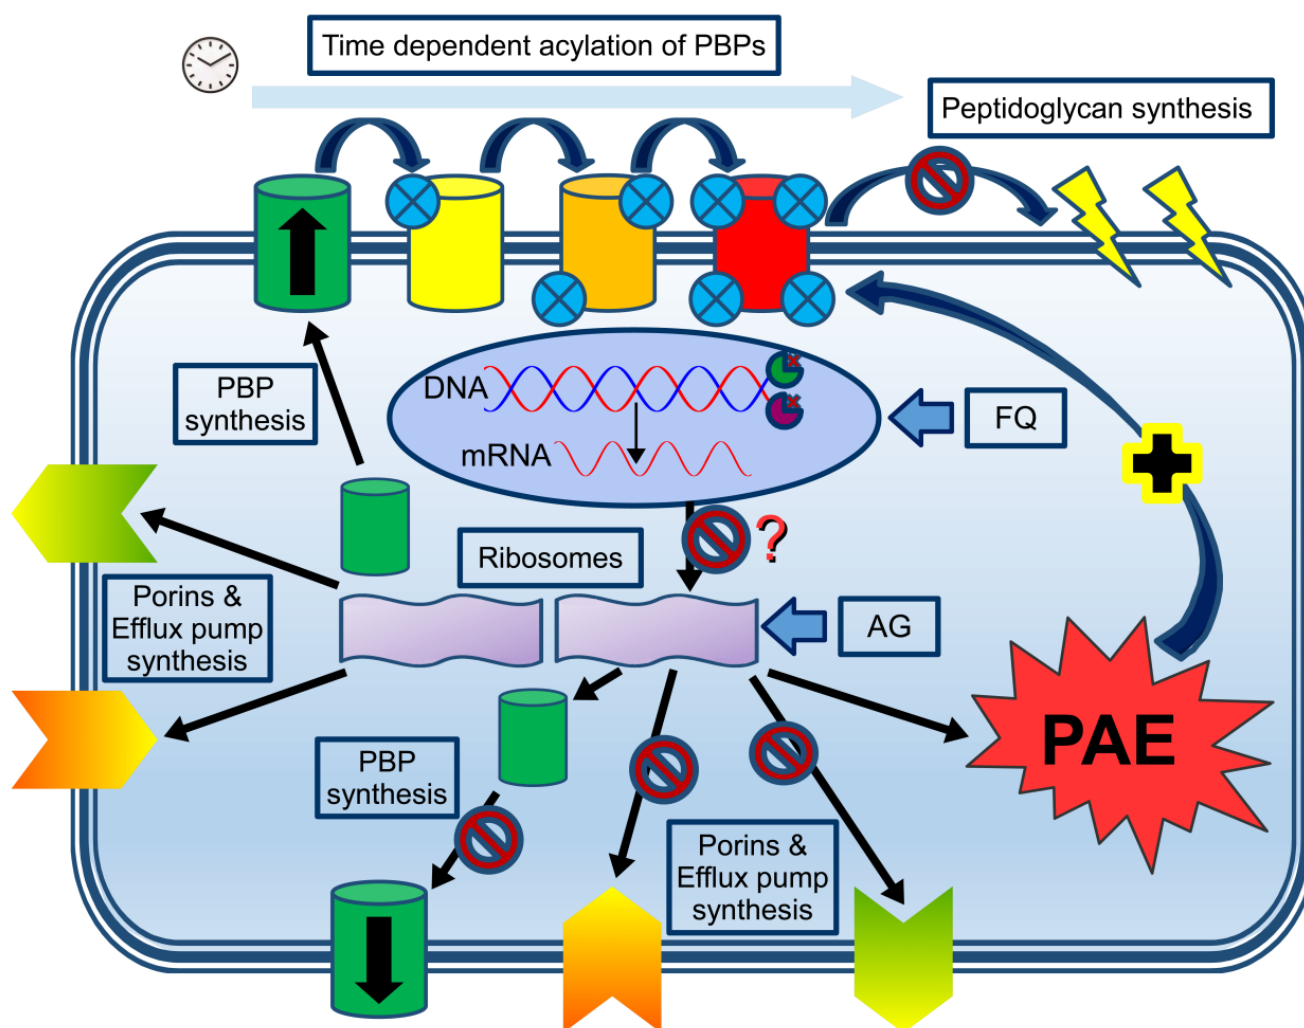 Time dependent acylation of PBPs
Peptidoglycan synthesis
PBP
synthesis
DNA
mRNA
FQ
?
Ribosomes
Porins &
Efflux pump
synthesis
AG
PAE
PBP
synthesis
Porins &
Efflux pump
synthesis